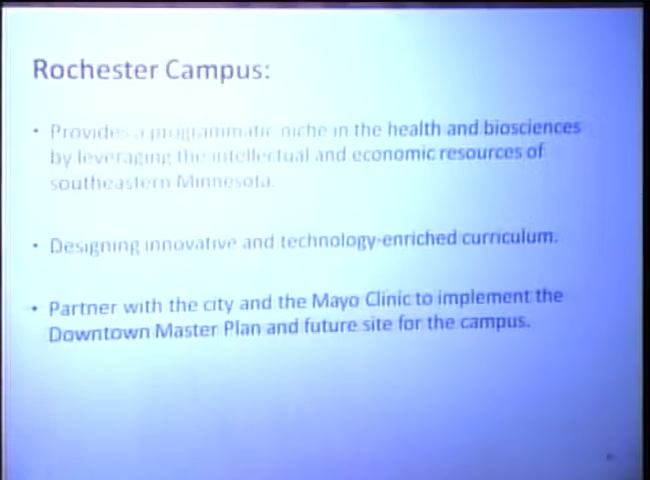 Rochester Campus:
• Provides a programmatic niche in the health and biosciences
by leveraging the intellectual and economic resources of
southeastern Minnesota.
• Designing innovative and technology-enriched curriculum.
• Partner with the city and the Mayo Clinic to implement the
Downtown Master Plan and future site for the campus.